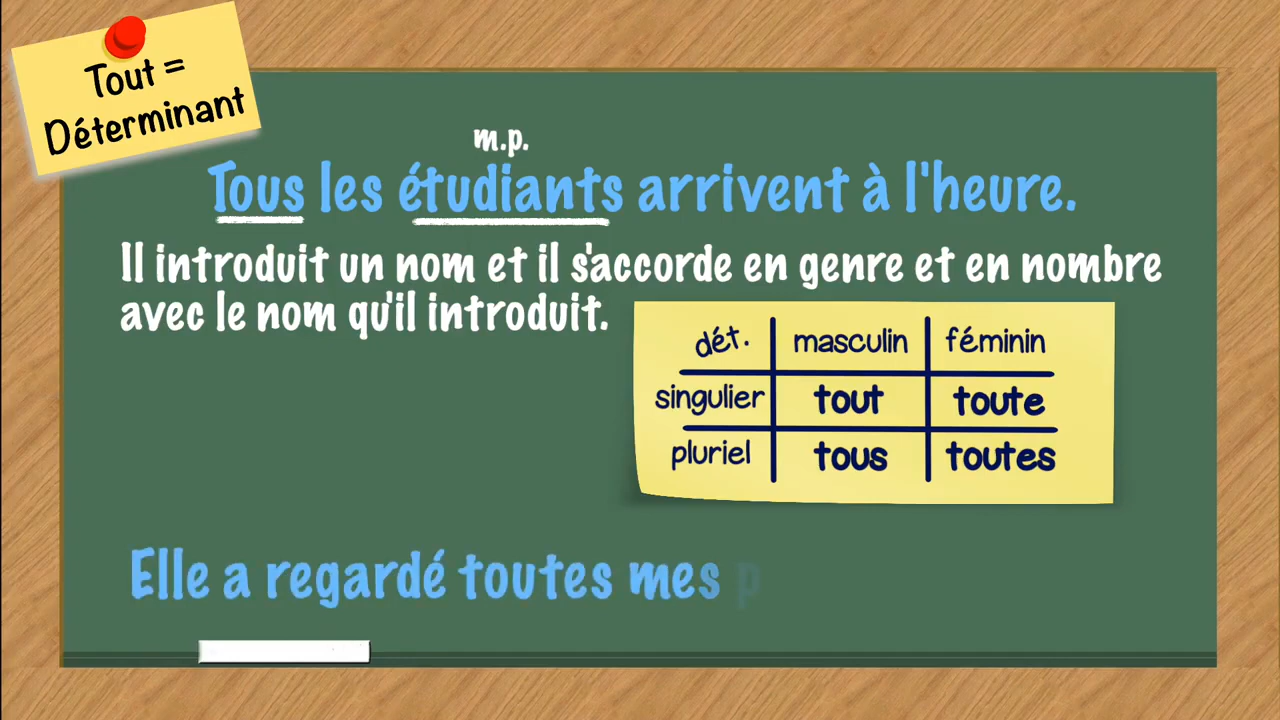 Tout =
Déterminant
m.p.
Tous les étudiants arrivent à l'heure.
Il introduit un nom et il s'accorde en genre et en nombre
avec le nom qu'il introduit.
dét. masculin féminin
singulier tout toute
pluriel tous toutes
Elle a regardé toutes mes p